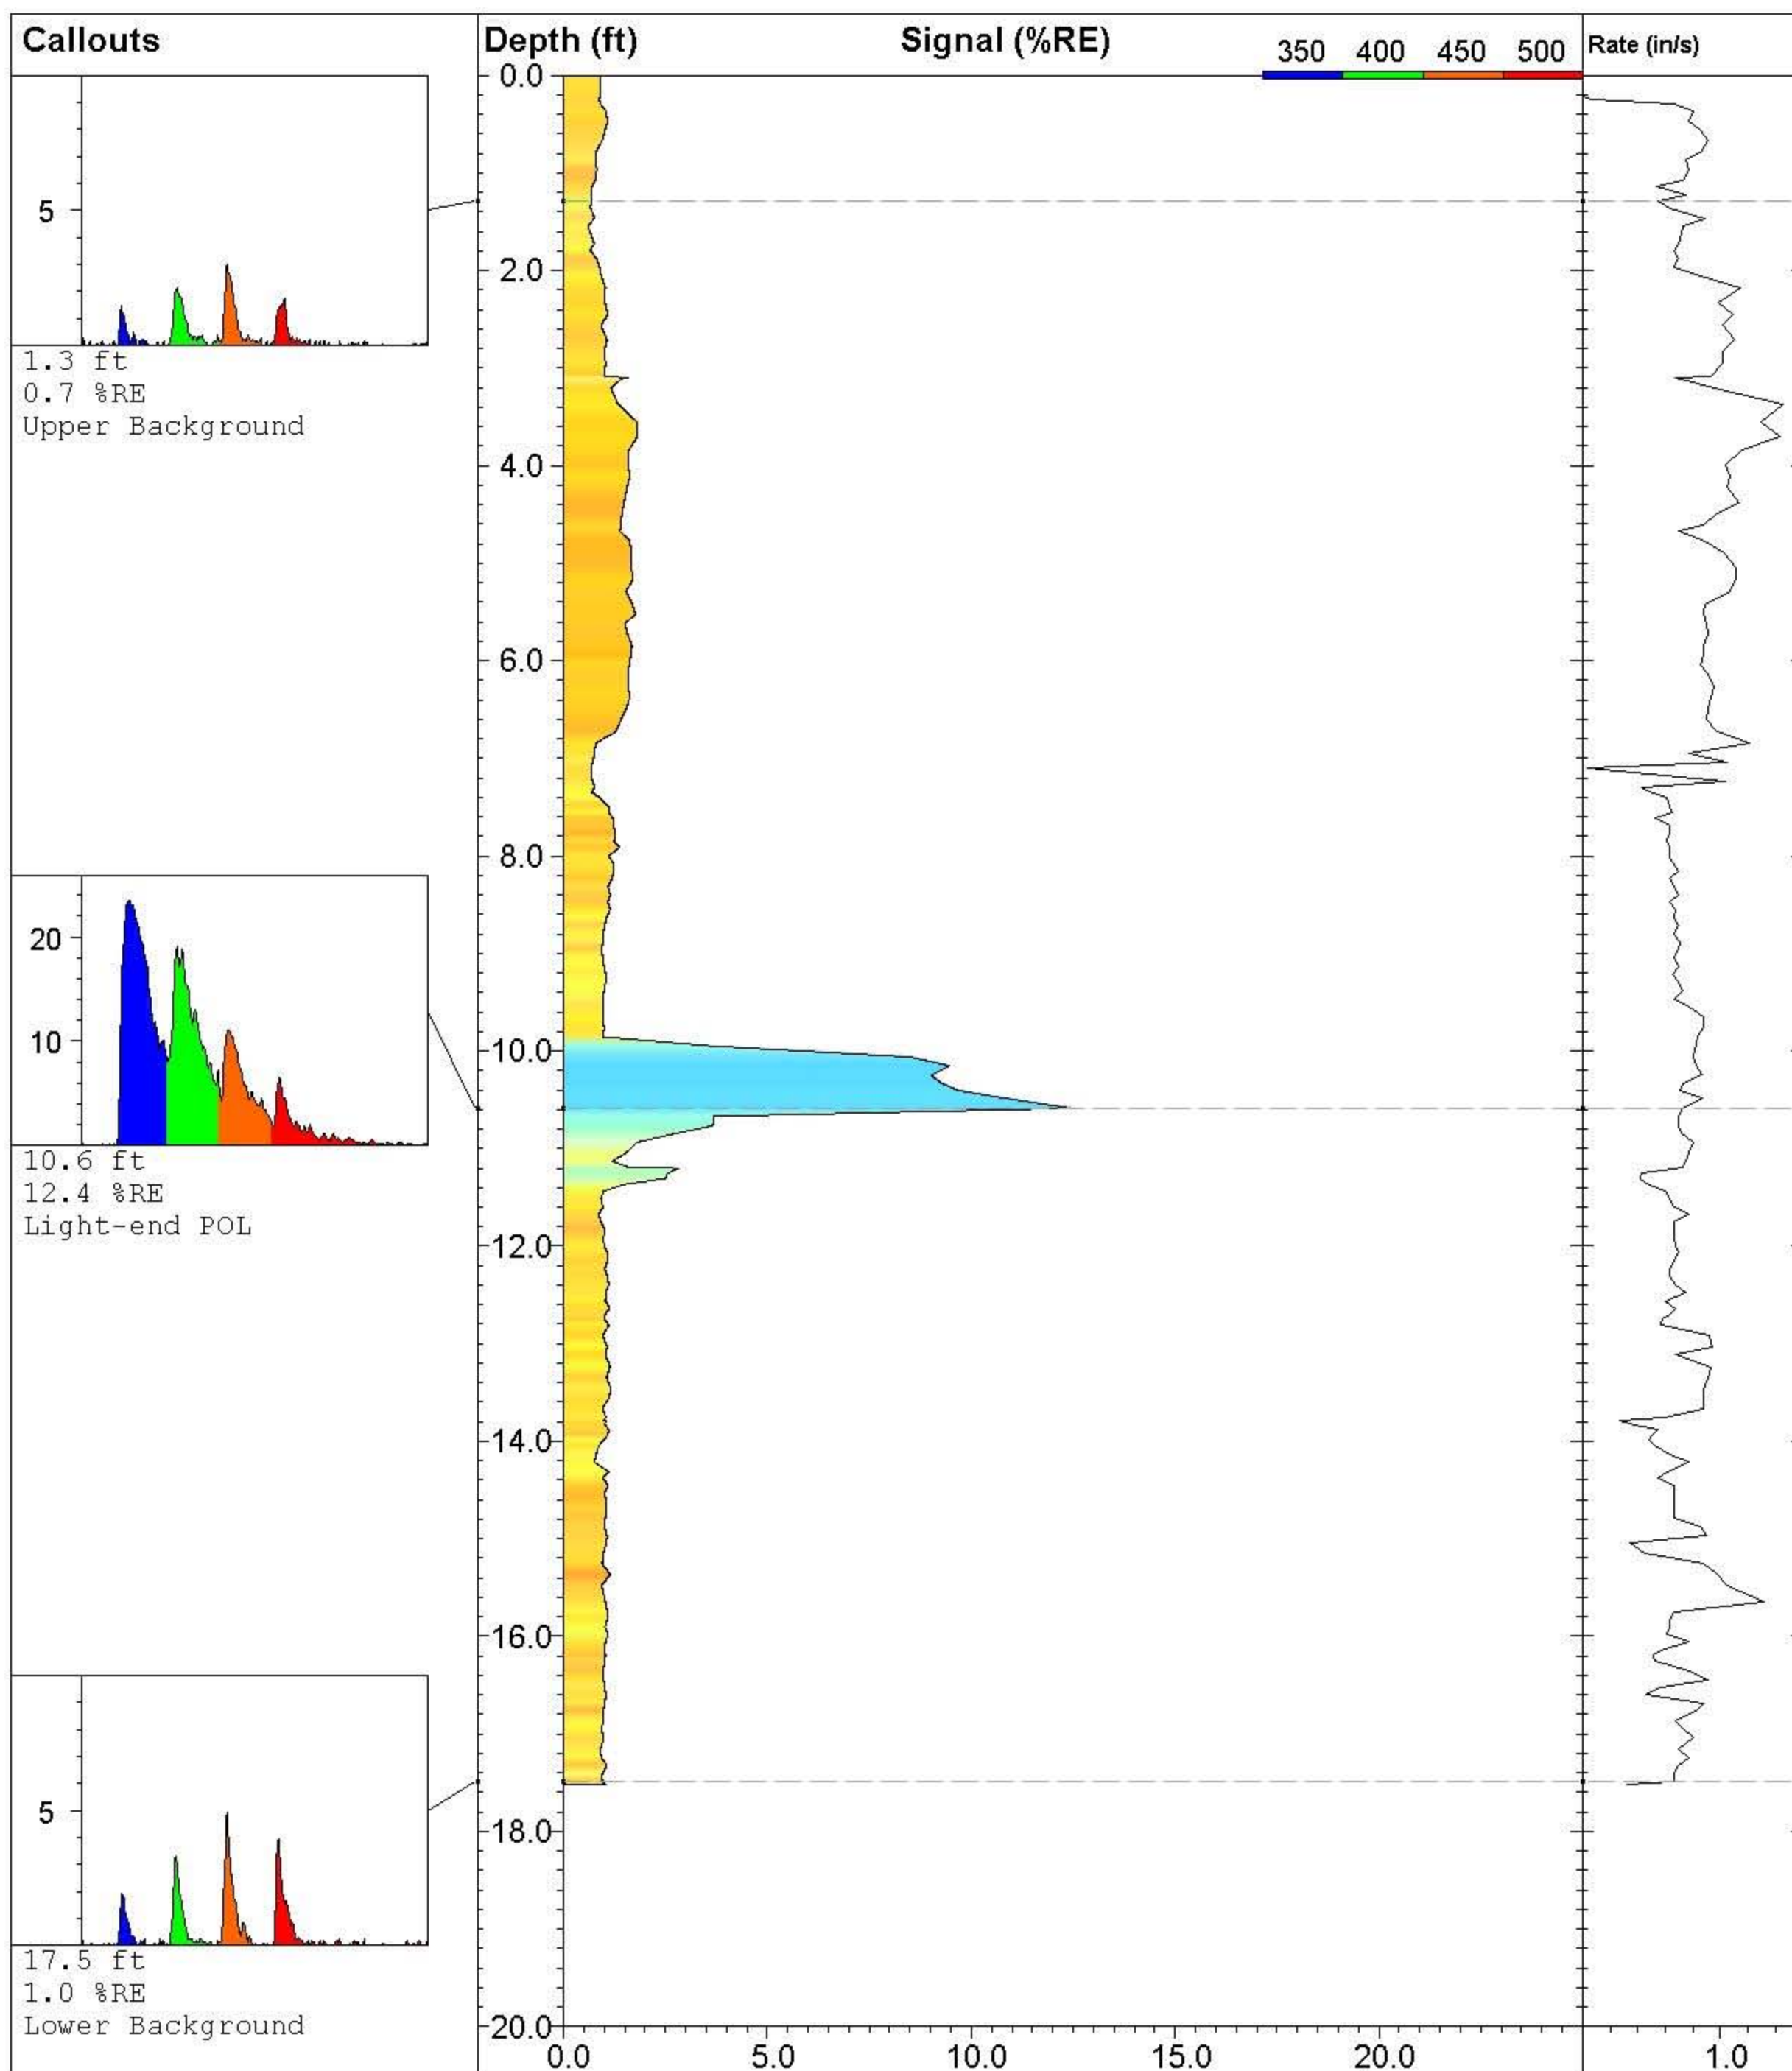 Callouts
Depth (ft)
Signal (%RE)
350 400 450 500
Rate (in/s)
5
1.3 ft
0.7 %RE
Upper Background
20
10
10.6 ft
12.4 %RE
Light-end POL
5
17.5 ft
1.0 %RE
Lower Background
0.0
2.0
4.0
6.0
8.0
10.0
12.0
14.0
16.0
18.0
20.0
0.0 5.0 10.0 15.0 20.0
1.0